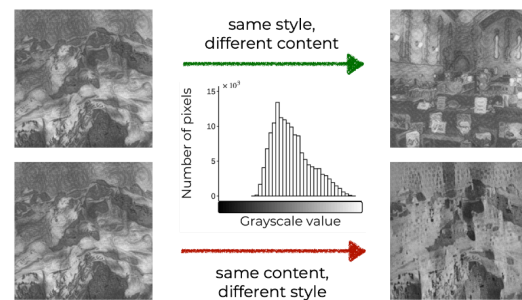 same style,
different content
× 10³
Number of pixels
15
10
5
0
Grayscale value
same content,
different style